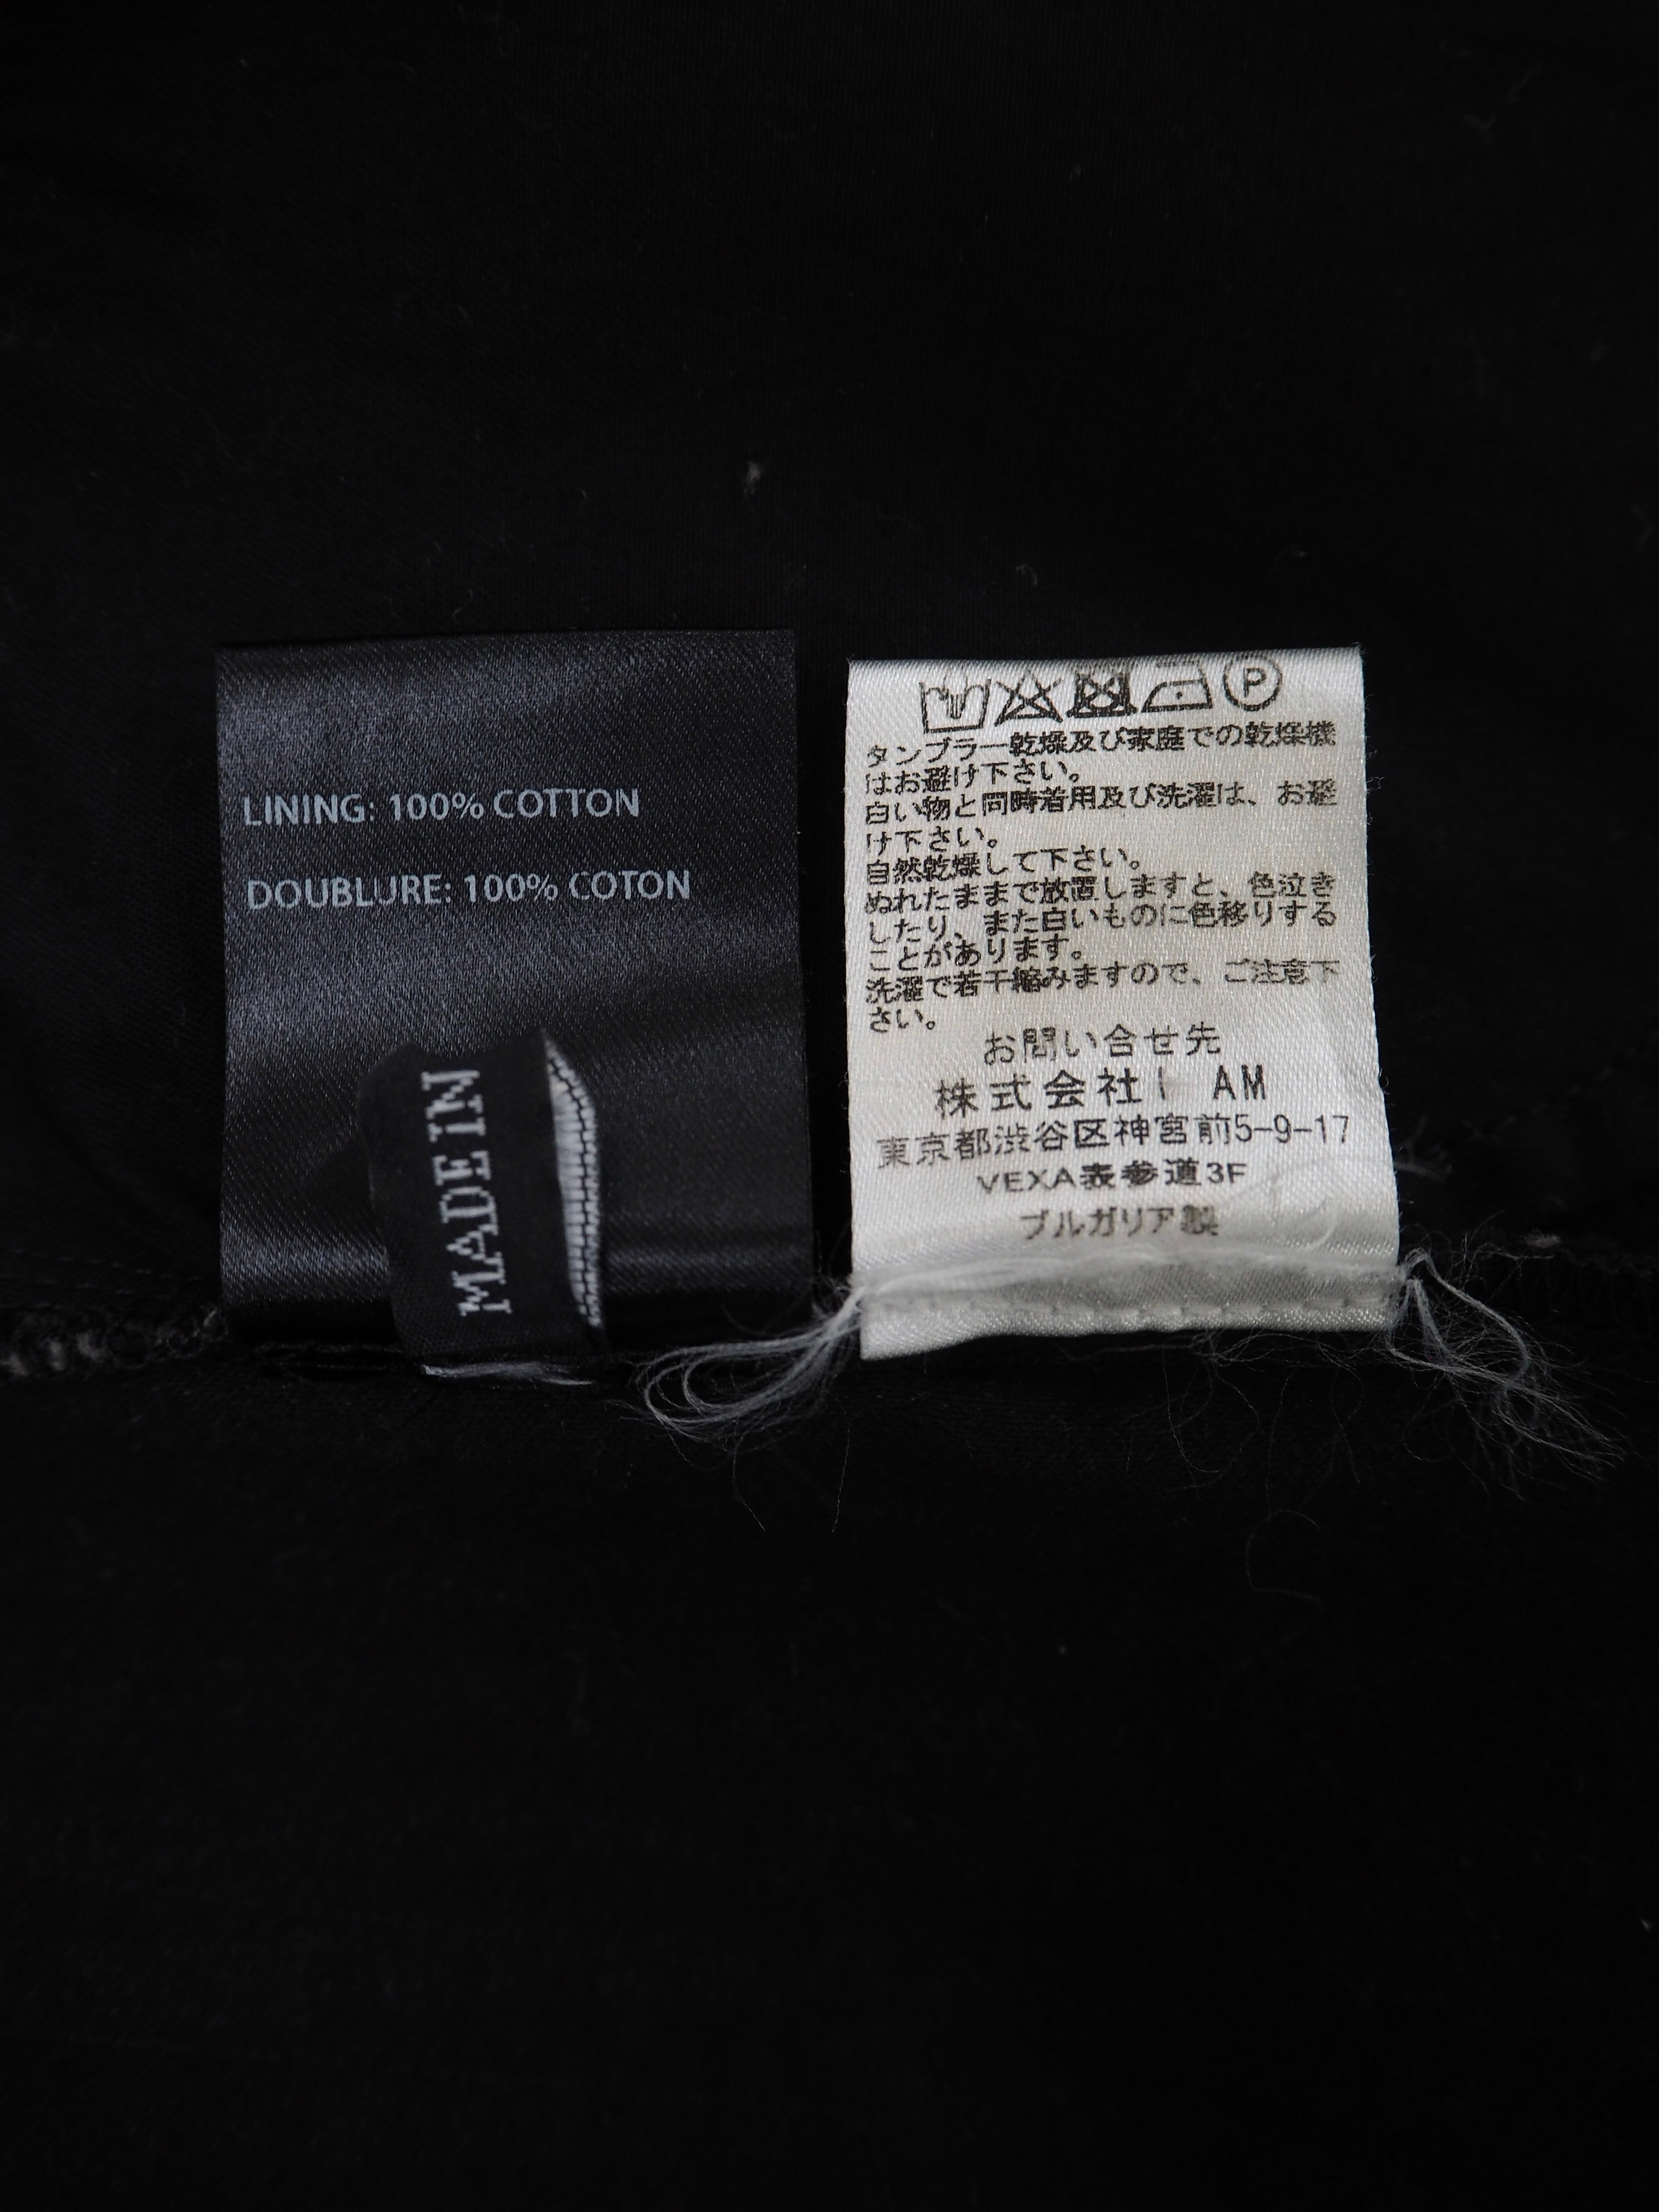 LINING: 100% COTTON
DOUBLURE: 100% COTON
MADE IN
P
タンブラー乾燥及び家庭での乾燥機
はお避け下さい。
白い物と同時着用及び洗濯は、お避
け下さい。
自然乾燥して下さい。
ぬれたままで放置しますと、色泣き
したり、また白いものに色移りする
ことがあります。
洗濯で若干縮みますので、ご注意下
さい。
お問い合せ先
株式会社I AM
東京都渋谷区神宮前5-9-17
VEXA表参道3F
ブルガリア製